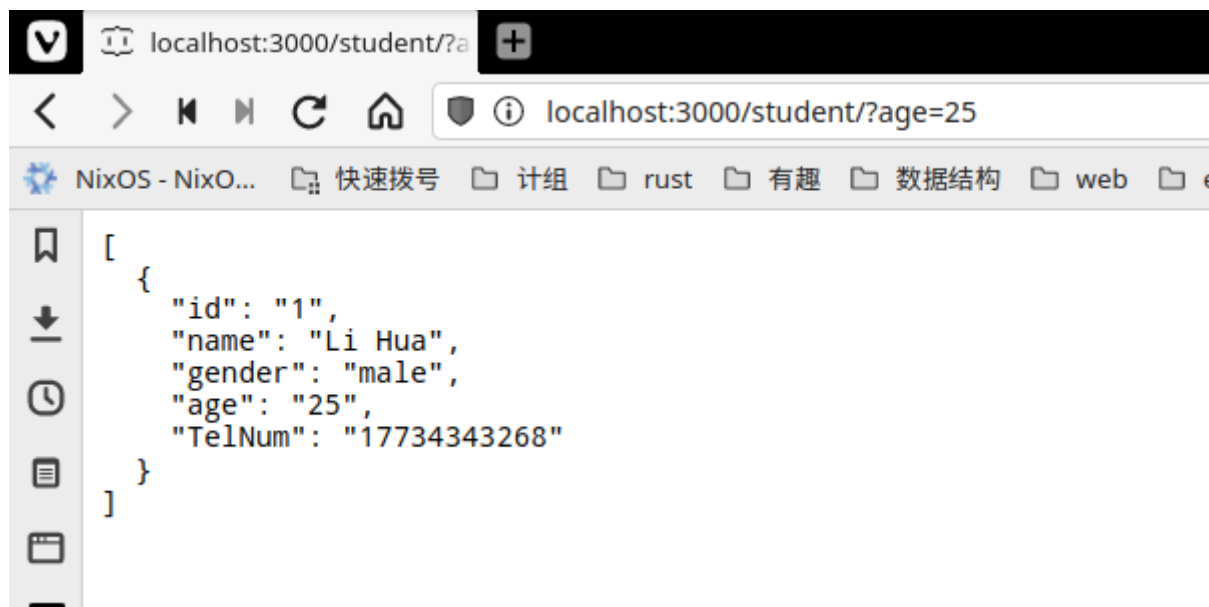 localhost:3000/student/?a
localhost:3000/student/?age=25
NixOS - NixO... 快速拨号 计组 rust 有趣 数据结构 web
[
{
"id": "1",
"name": "Li Hua",
"gender": "male",
"age": "25",
"TelNum": "17734343268"
}
]